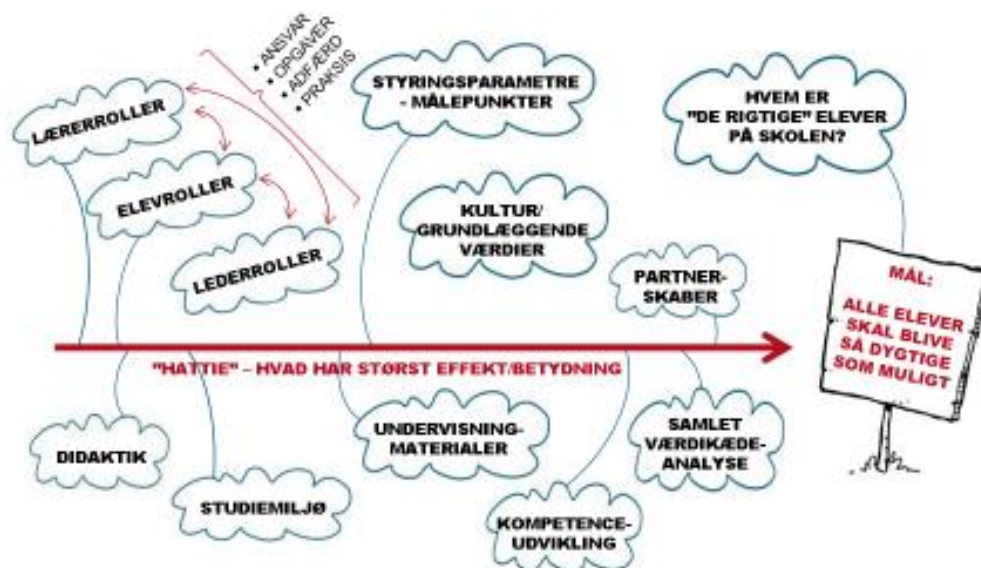 • ANSVAR
• OPGAVER
• ADFÆRD
• PRAKSIS
LÆRERROLLER
ELEVROLLER
LEDERROLLER
STYRINGSPARAMETRE
- MÅLEPUNKTER
KULTUR/
GRUNDLÆGGENDE
VÆRDIER
HVEM ER
"DE RIGTIGE" ELEVER
PÅ SKOLEN?
PARTNER-
SKABER
MÅL:
ALLE ELEVER
SKAL BLIVE
SÅ DYGTIGE
SOM MULIGT
"HATTIE" – HVAD HAR STØRST EFFEKT/BETYDNING
DIDAKTIK
STUDIEMILJØ
UNDERVISNING-
MATERIALER
KOMPETENCE-
UDVIKLING
SAMLET
VÆRDIKÆDE-
ANALYSE